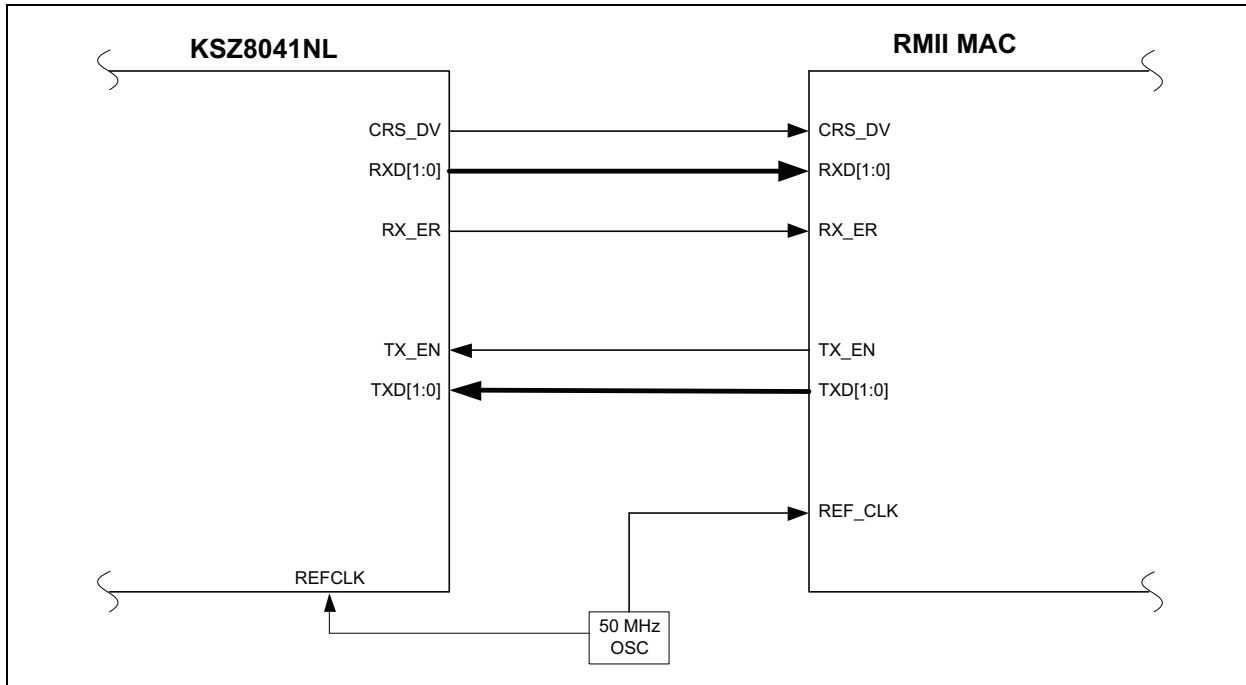 KSZ8041NL
RMII MAC
CRS_DV
CRS_DV
RXD[1:0]
RXD[1:0]
RX_ER
RX_ER
TX_EN
TX_EN
TXD[1:0]
TXD[1:0]
REF_CLK
REFCLK
50 MHz
OSC